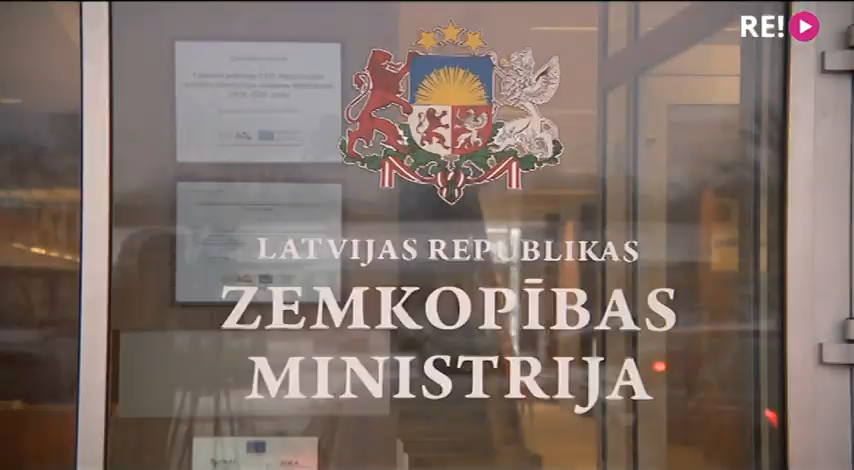 RE!
LATVIJAS REPUBLIKAS
ZEMKOPĪBAS
MINISTRIJA